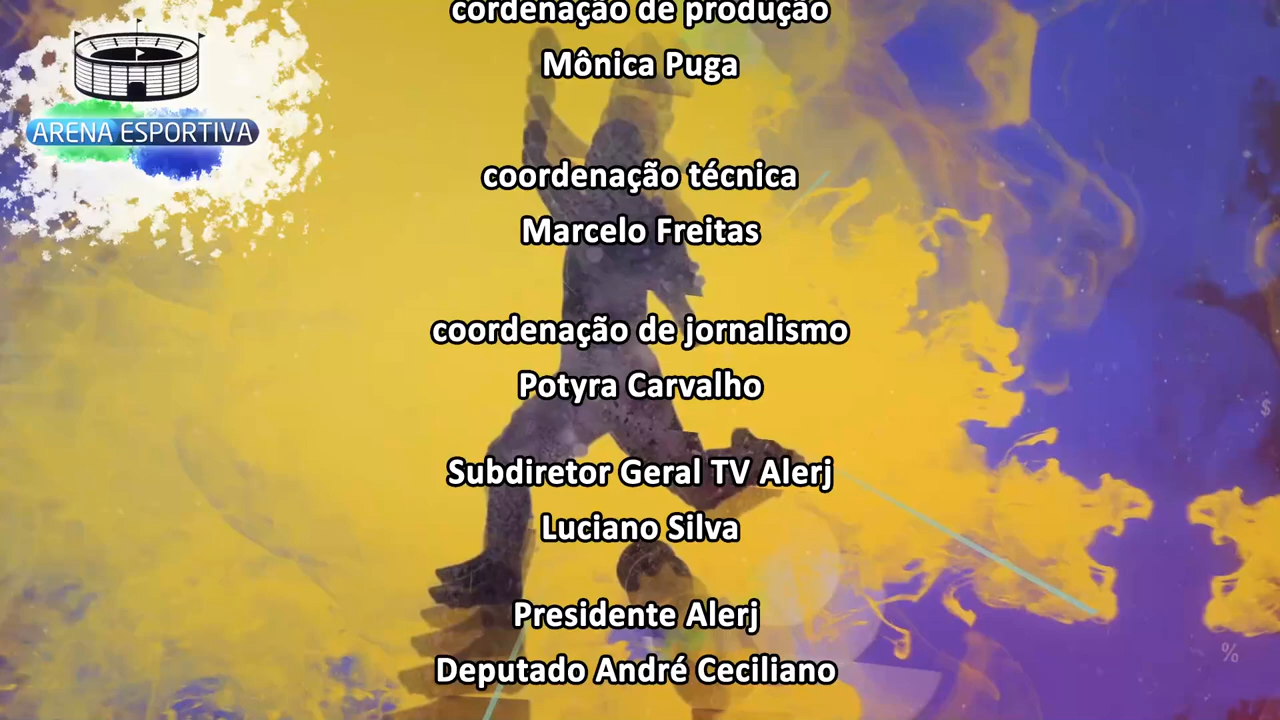 cordenação de produção
Mônica Puga
ARENA ESPORTIVA
coordenação técnica
Marcelo Freitas
coordenação de jornalismo
Potyra Carvalho
Subdiretor Geral TV Alerj
Luciano Silva
Presidente Alerj
Deputado André Ceciliano
$
%